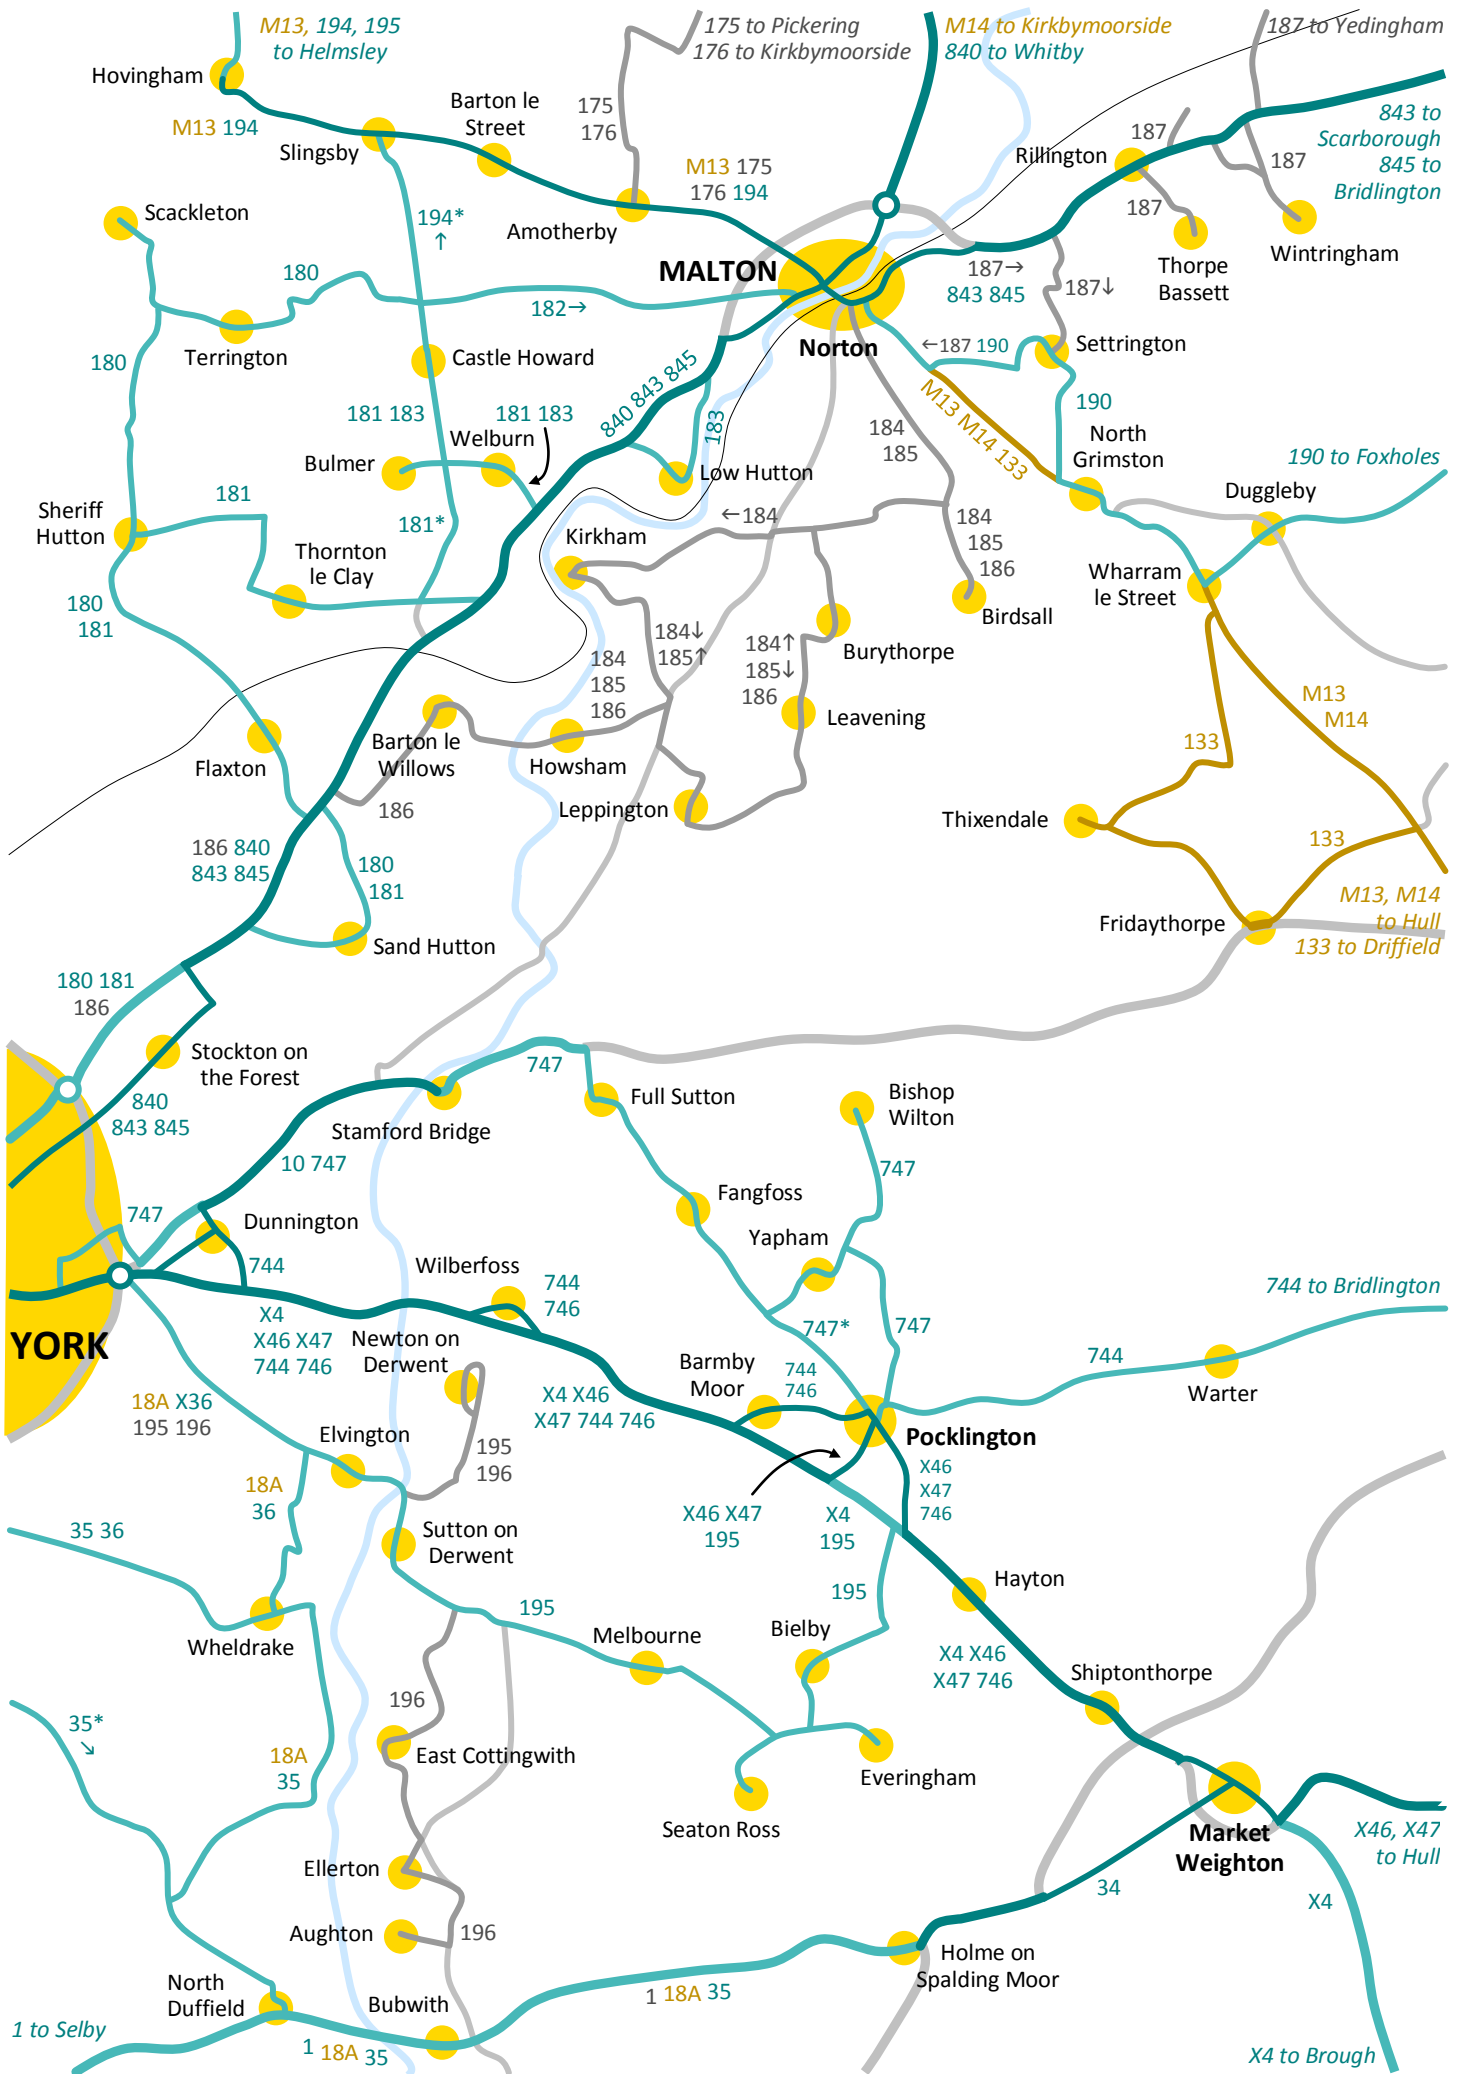 M13, 194, 195
to Helmsley
175 to Pickering
176 to Kirkbymoorside
M14 to Kirkbymoorside
840 to Whitby
187 to Yedingham
Hovingham
M13 194
Slingsby
Barton le
Street
175
176
Amotherby
M13 175
176 194
187
Rillington
187
187
843 to
Scarborough
845 to
Bridlington
Thorpe
Bassett
Wintringham
Scackleton
194*
↑
180
182→
MALTON
Norton
187→
843 845
187↓
Terrington
180
Castle Howard
←187 190
Settrington
190
840 843 845
183
181 183
181 183
Welburn
Bulmer
Low Hutton
184
185
M13 M14 133
North
Grimston
190 to Foxholes
Duggleby
Sheriff
Hutton
181
181*
Thornton
le Clay
Kirkham
←184
184
185
186
Birdsall
Wharram
le Street
180
181
184↓
185↑
184
185
186
184↑
185↓
186
Burythorpe
Leavening
M13
M14
133
Flaxton
Barton le
Willows
Howsham
186
Leppington
Thixendale
133
186 840
843 845
180
181
Sand Hutton
Fridaythorpe
M13, M14
to Hull
133 to Driffield
180 181
186
Stockton on
the Forest
840
843 845
747
Full Sutton
Bishop
Wilton
Stamford Bridge
10 747
747
747
Dunnington
Fangfoss
Yapham
744
Wilberfoss
744
746
744 to Bridlington
YORK
X4
X46 X47
744 746
Newton on
Derwent
747*
747
Barmby
Moor
744
746
744
Warter
18A X36
195 196
X4 X46
X47 744 746
Pocklington
Elvington
195
196
X46
X47
746
18A
36
X46 X47
195
X4
195
35 36
Sutton on
Derwent
Hayton
195
195
Wheldrake
Melbourne
Bielby
X4 X46
X47 746
Shiptonthorpe
196
35*
↘
East Cottingwith
18A
35
Everingham
Seaton Ross
Market
Weighton
X46, X47
to Hull
Ellerton
34
X4
Aughton
196
Holme on
Spalding Moor
North
Duffield
Bubwith
1 18A 35
1 to Selby
1 18A 35
X4 to Brough